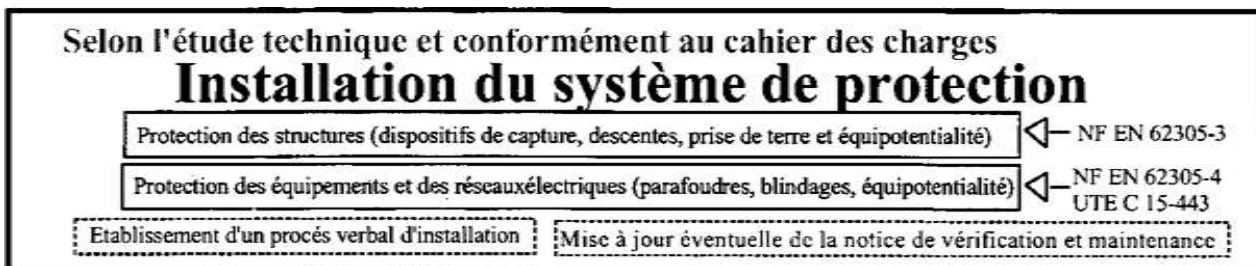 Selon l'étude technique et conformément au cahier des charges
Installation du système de protection
Protection des structures (dispositifs de capture, descentes, prise de terre et équipotentialité)
NF EN 62305-3
Protection des équipements et des réseauxélectriques (parafoudres, blindages, équipotentialité)
NF EN 62305-4
UTE C 15-443
Etablissement d'un procés verbal d'installation
Mise à jour éventuelle de la notice de vérification et maintenance